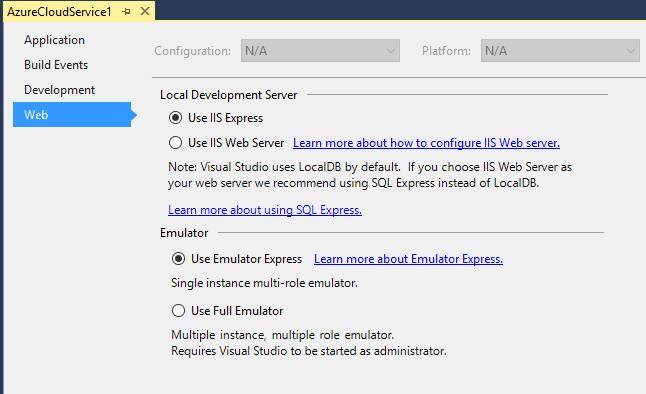 AzureCloudService1
Application
Build Events
Development
Web
Configuration: N/A Platform: N/A
Local Development Server
Use IIS Express
Use IIS Web Server Learn more about how to configure IIS Web server.
Note: Visual Studio uses LocalDB by default. If you choose IIS Web Server as
your web server we recommend using SQL Express instead of LocalDB.
Learn more about using SQL Express.
Emulator
Use Emulator Express Learn more about Emulator Express.
Single instance multi-role emulator.
Use Full Emulator
Multiple instance, multiple role emulator.
Requires Visual Studio to be started as administrator.